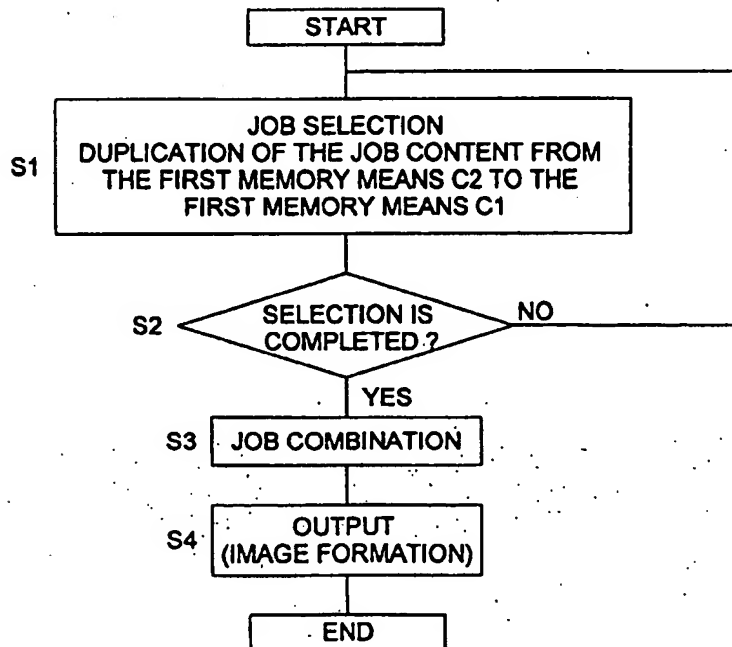 START
S1
JOB SELECTION
DUPLICATION OF THE JOB CONTENT FROM
THE FIRST MEMORY MEANS C2 TO THE
FIRST MEMORY MEANS C1
S2
SELECTION IS
COMPLETED ?
NO
YES
S3
JOB COMBINATION
S4
OUTPUT
(IMAGE FORMATION)
END